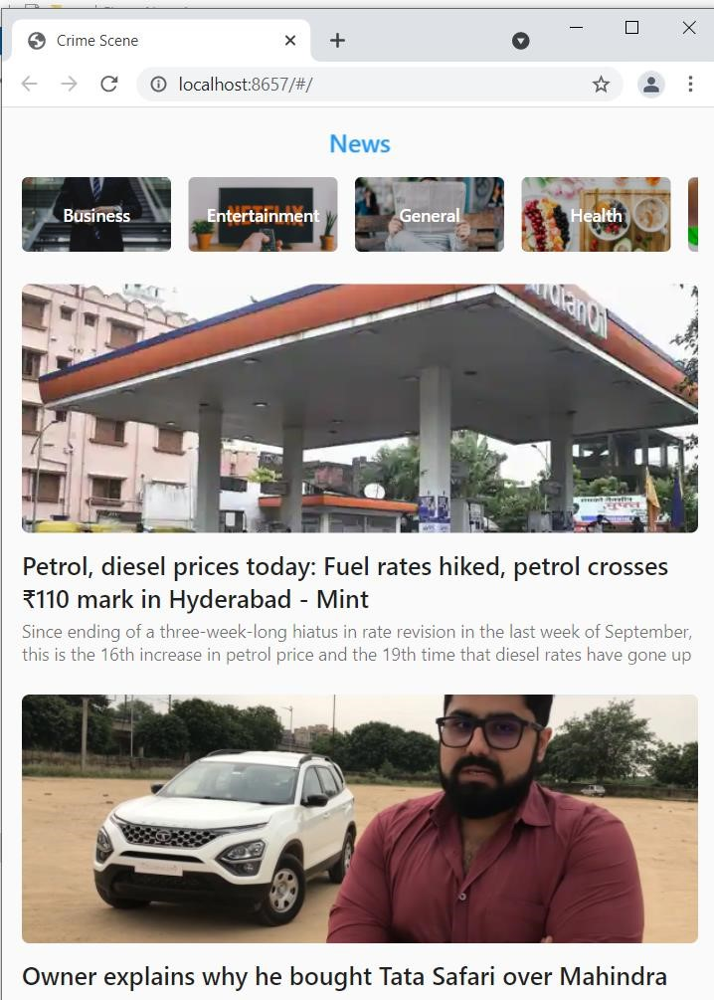 Crime Scene
localhost:8657/#/
News
Business
Entertainment
General
Health
NETFLIX
IndianOil
Petrol, diesel prices today: Fuel rates hiked, petrol crosses
₹110 mark in Hyderabad - Mint
Since ending of a three-week-long hiatus in rate revision in the last week of September,
this is the 16th increase in petrol price and the 19th time that diesel rates have gone up
Owner explains why he bought Tata Safari over Mahindra